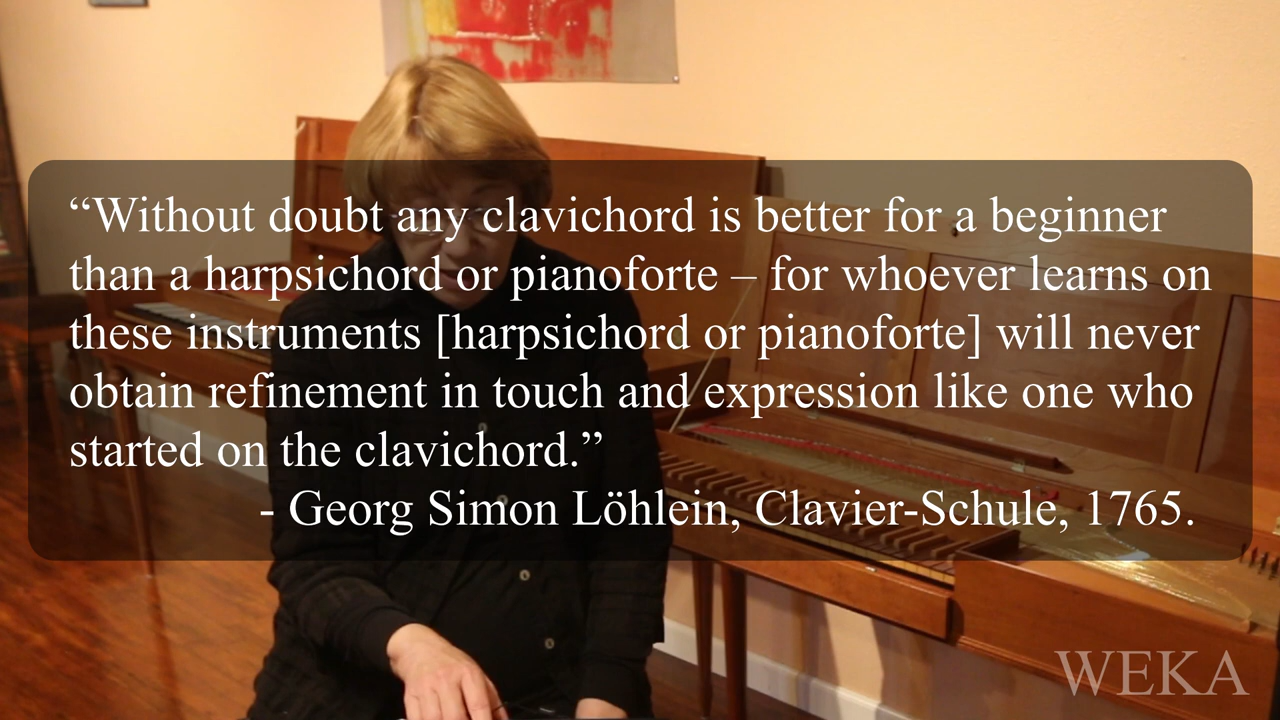 “Without doubt any clavichord is better for a beginner
than a harpsichord or pianoforte – for whoever learns on
these instruments [harpsichord or pianoforte] will never
obtain refinement in touch and expression like one who
started on the clavichord.”
- Georg Simon Löhlein, Clavier-Schule, 1765.
WEKA